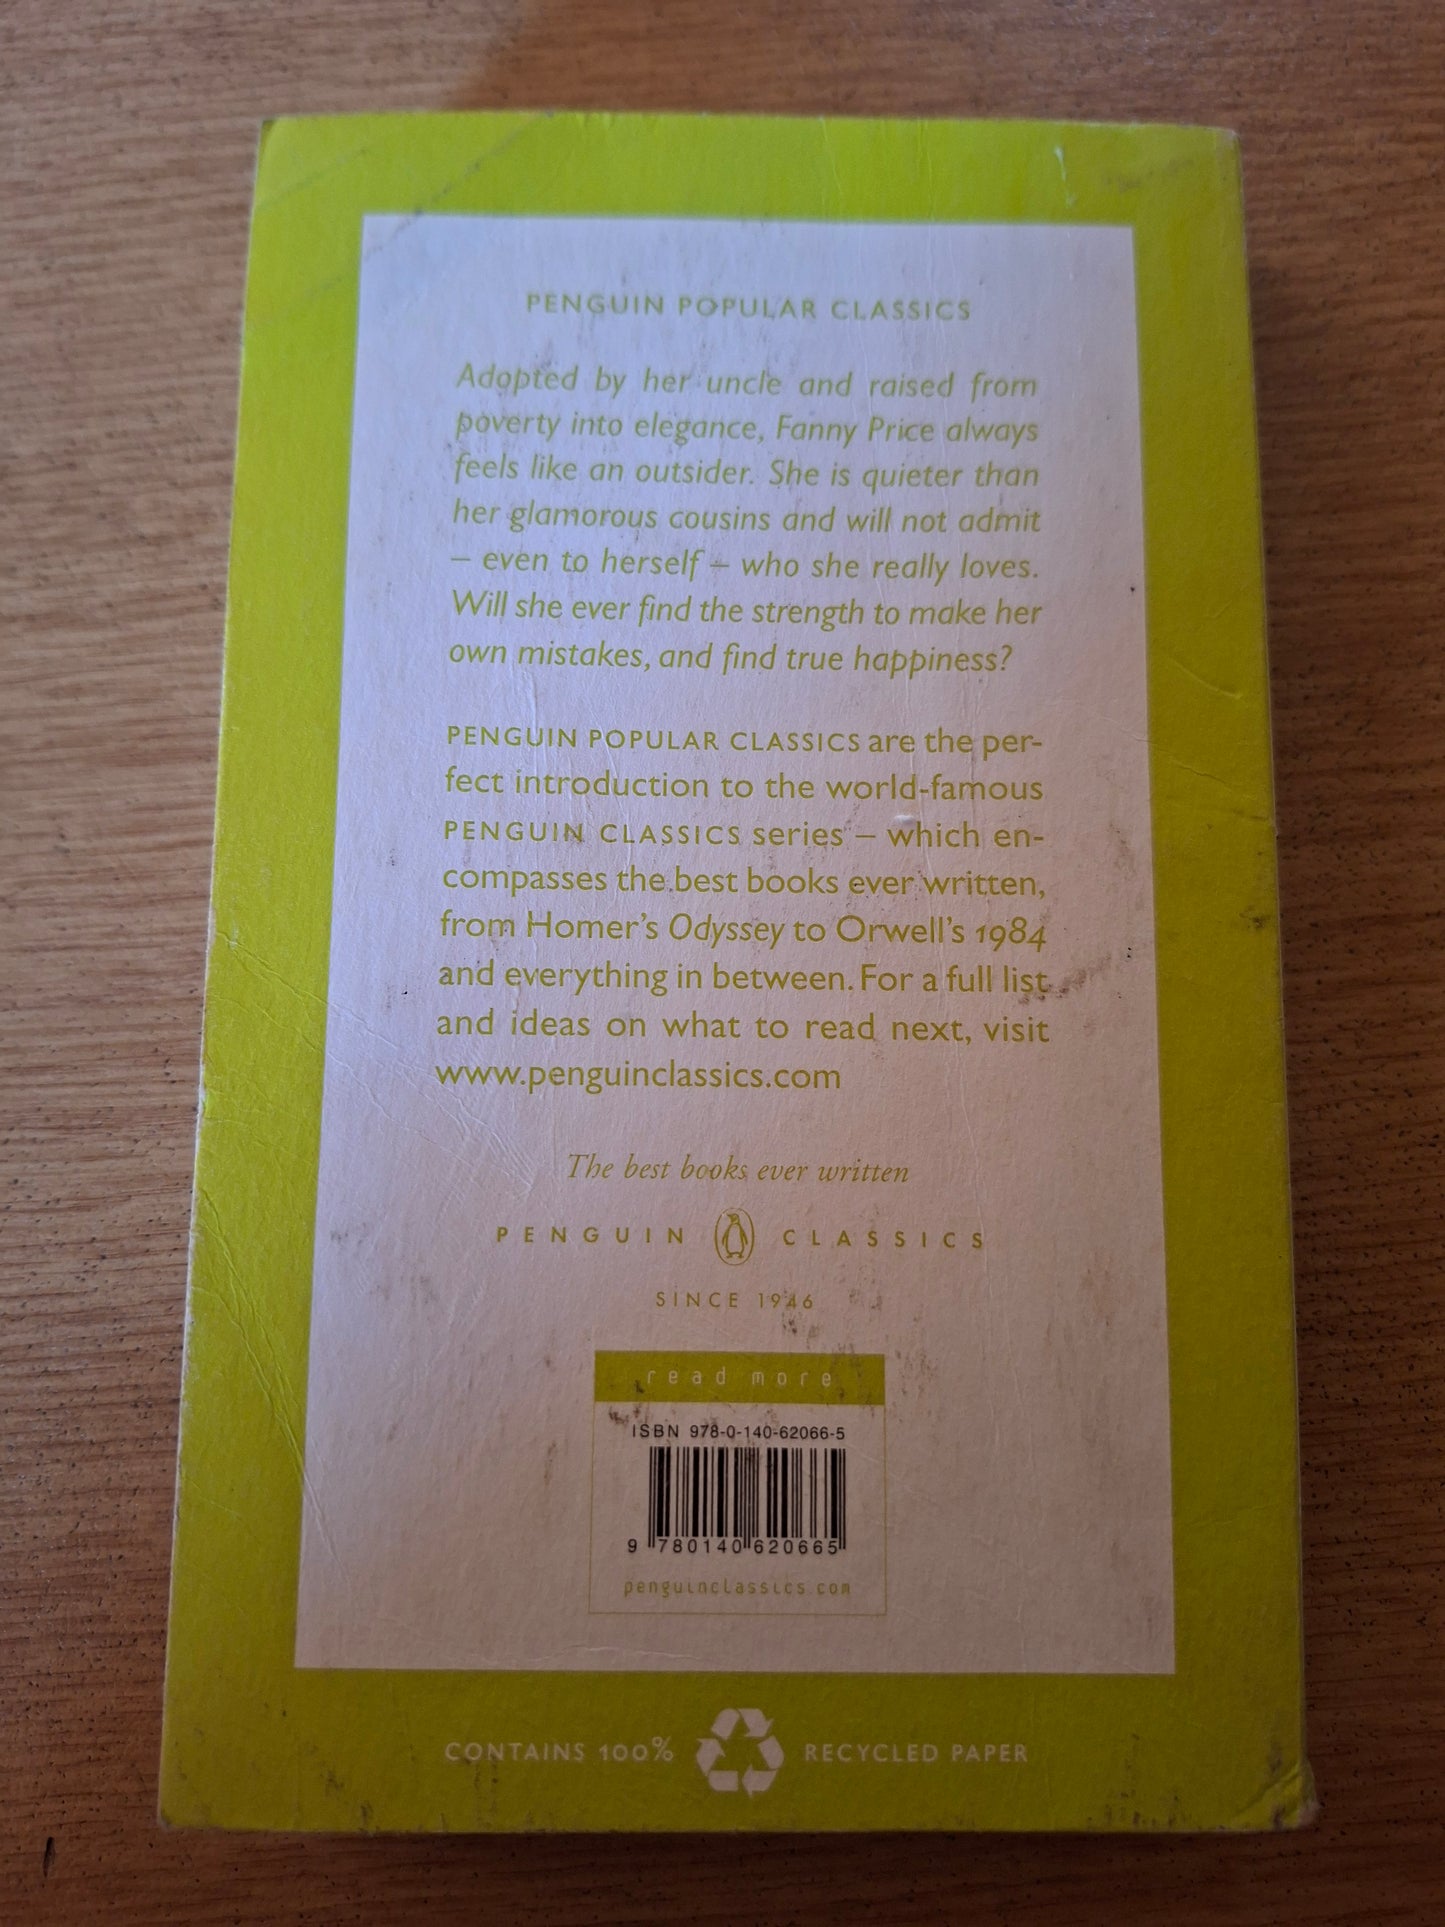 PENGUIN POPULAR CLASSICS
Adopted by her uncle and raised from
poverty into elegance, Fanny Price always
feels like an outsider. She is quieter than
her glamorous cousins and will not admit
– even to herself – who she really loves.
Will she ever find the strength to make her
own mistakes, and find true happiness?
PENGUIN POPULAR CLASSICS are the per-
fect introduction to the world-famous
PENGUIN CLASSICS series – which en-
compasses the best books ever written,
from Homer's Odyssey to Orwell's 1984
and everything in between. For a full list
and ideas on what to read next, visit
www.penguinclassics.com
The best books ever written
PENGUIN CLASSICS
SINCE 1946
read more
ISBN 978-0-140-62066-5
9 780140 620665
penguinclassics.com
CONTAINS 100% RECYCLED PAPER